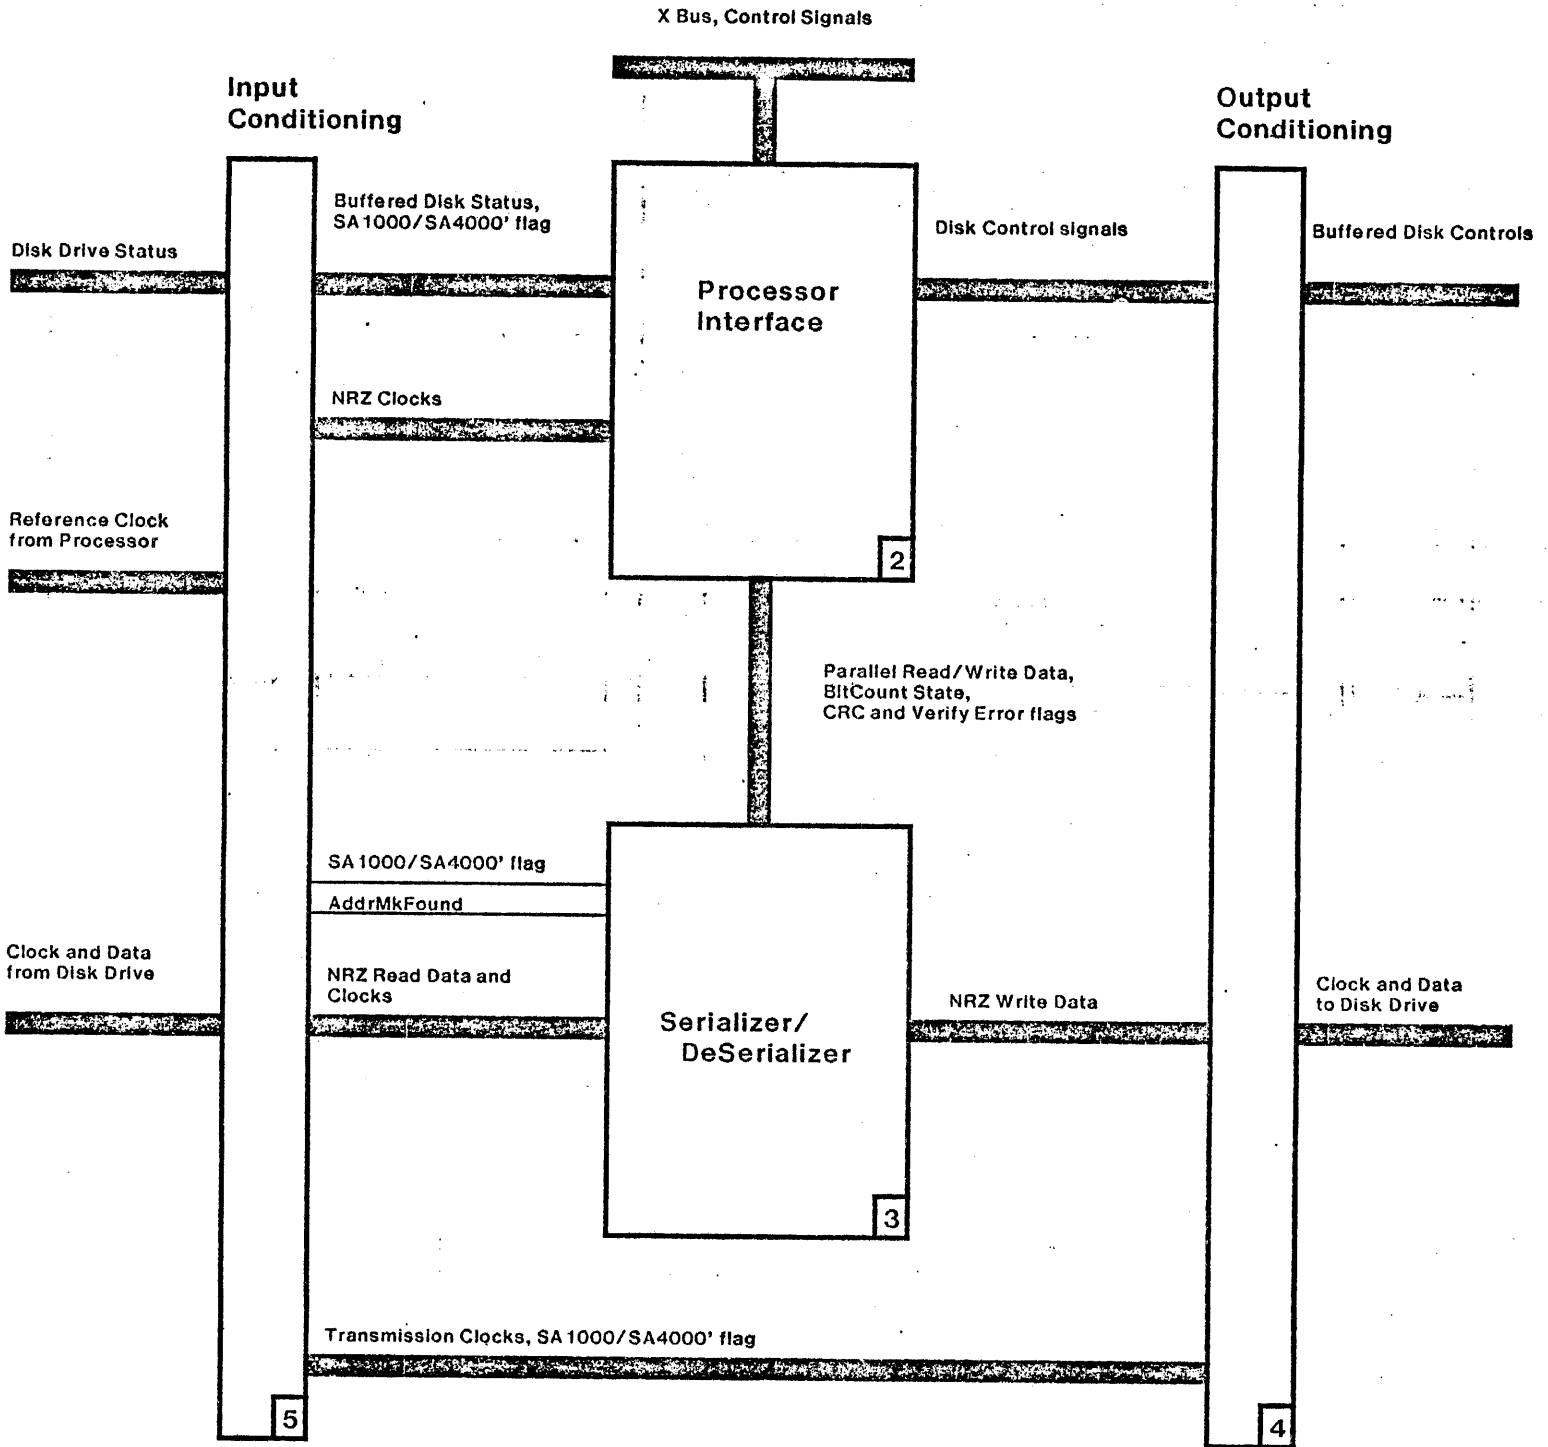 X Bus, Control Signals
Input
Conditioning
Output
Conditioning
Buffered Disk Status,
SA1000/SA4000' flag
Disk Drive Status
Disk Control signals
Buffered Disk Controls
Processor
Interface
NRZ Clocks
Reference Clock
from Processor
2
Parallel Read/Write Data,
BitCount State,
CRC and Verify Error flags
SA1000/SA4000' flag
AddrMkFound
Clock and Data
from Disk Drive
NRZ Read Data and
Clocks
NRZ Write Data
Clock and Data
to Disk Drive
Serializer/
DeSerializer
3
Transmission Clocks, SA1000/SA4000' flag
5
4